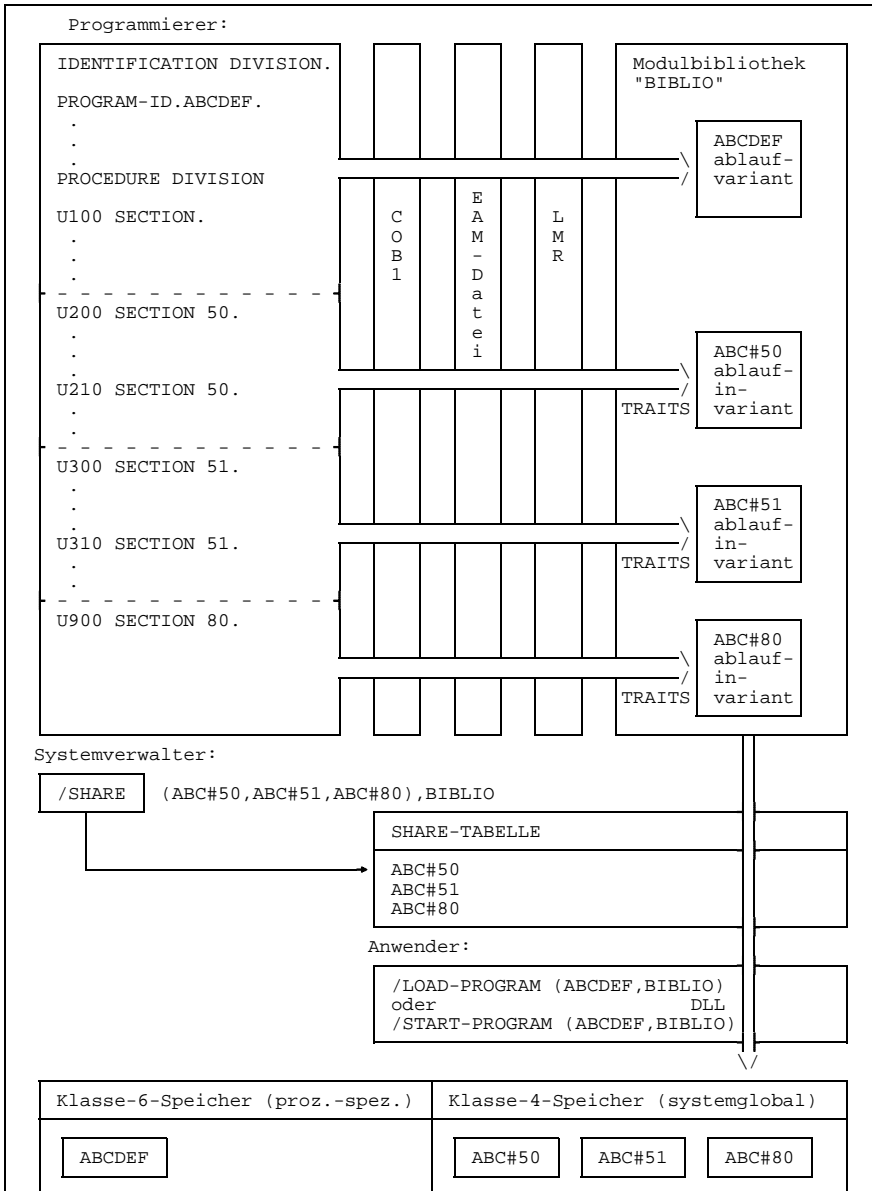 Programmierer:
IDENTIFICATION DIVISION.
PROGRAM-ID.ABCDEF.
.
.
.
PROCEDURE DIVISION
U100 SECTION.
.
.
.
U200 SECTION 50.
.
.
.
U210 SECTION 50.
.
.
U300 SECTION 51.
.
.
.
U310 SECTION 51.
.
.
U900 SECTION 80.
COB1
EAM-Datei
LMR
Modulbibliothek
"BIBLIO"
ABCDEF
ablauf-
variant
ABC#50
ablauf-
in-
variant
TRAITS
ABC#51
ablauf-
in-
variant
TRAITS
ABC#80
ablauf-
in-
variant
TRAITS
Systemverwalter:
/SHARE (ABC#50,ABC#51,ABC#80),BIBLIO
SHARE-TABELLE
ABC#50
ABC#51
ABC#80
Anwender:
/LOAD-PROGRAM (ABCDEF,BIBLIO)
oder DLL
/START-PROGRAM (ABCDEF,BIBLIO)
Klasse-6-Speicher (proz.-spez.)
Klasse-4-Speicher (systemglobal)
ABCDEF
ABC#50 ABC#51 ABC#80